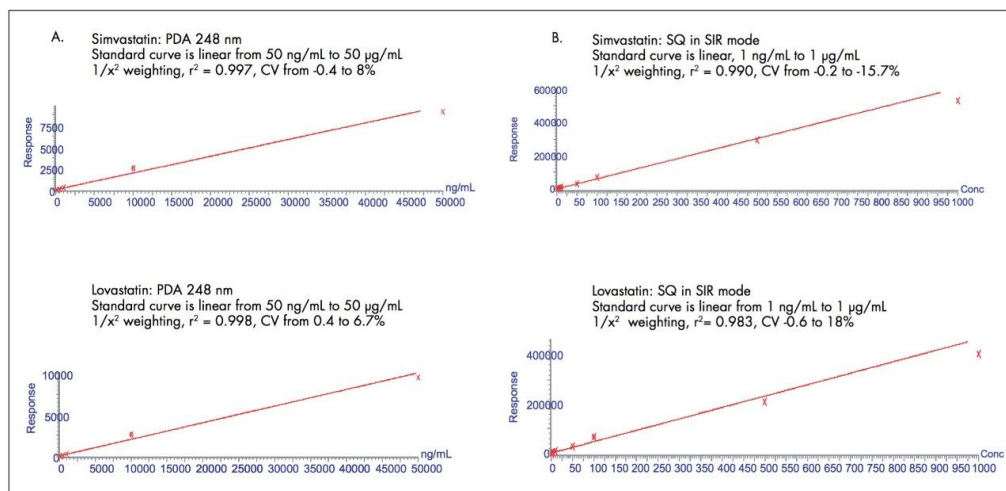 A.
Simvastatin: PDA 248 nm
Standard curve is linear from 50 ng/mL to 50 µg/mL
1/x² weighting, r² = 0.997, CV from -0.4 to 8%
Response
7500
5000
2500
0
0 5000 10000 15000 20000 25000 30000 35000 40000 45000 50000
ng/mL
B.
Simvastatin: SQ in SIR mode
Standard curve is linear, 1 ng/mL to 1 µg/mL
1/x² weighting, r² = 0.990, CV from -0.2 to -15.7%
Response
600000
400000
200000
0
0 50 100 150 200 250 300 350 400 450 500 550 600 650 700 750 800 850 900 950 1000
Conc
Lovastatin: PDA 248 nm
Standard curve is linear from 50 ng/mL to 50 µg/mL
1/x² weighting, r² = 0.998, CV from 0.4 to 6.7%
Response
10000
5000
0
0 5000 10000 15000 20000 25000 30000 35000 40000 45000 50000
ng/mL
Lovastatin: SQ in SIR mode
Standard curve is linear from 1 ng/mL to 1 µg/mL
1/x² weighting, r²= 0.983, CV -0.6 to 18%
Response
400000
200000
0
0 50 100 150 200 250 300 350 400 450 500 550 600 650 700 750 800 850 900 950 1000
Conc